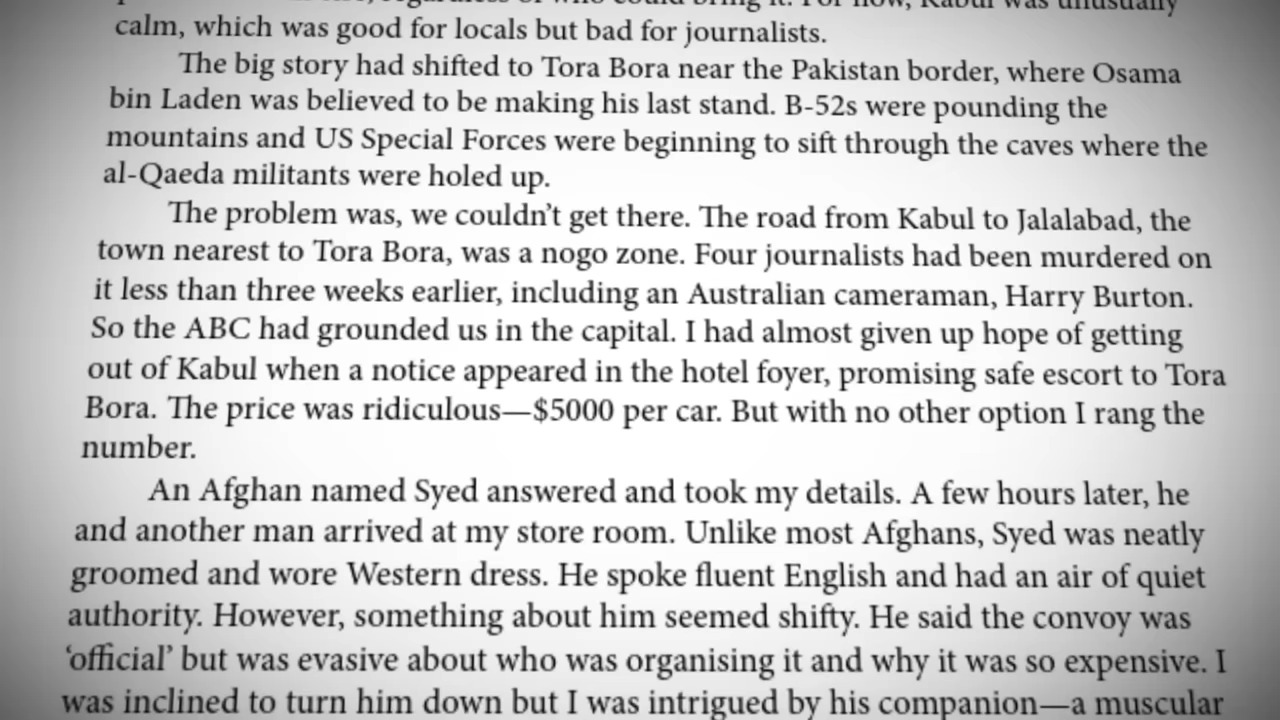 it. For now, Kabul was unusually
calm, which was good for locals but bad for journalists.
The big story had shifted to Tora Bora near the Pakistan border, where Osama
bin Laden was believed to be making his last stand. B-52s were pounding the
mountains and US Special Forces were beginning to sift through the caves where the
al-Qaeda militants were holed up.
The problem was, we couldn’t get there. The road from Kabul to Jalalabad, the
town nearest to Tora Bora, was a nogo zone. Four journalists had been murdered on
it less than three weeks earlier, including an Australian cameraman, Harry Burton.
So the ABC had grounded us in the capital. I had almost given up hope of getting
out of Kabul when a notice appeared in the hotel foyer, promising safe escort to Tora
Bora. The price was ridiculous—$5000 per car. But with no other option I rang the
number.
An Afghan named Syed answered and took my details. A few hours later, he
and another man arrived at my store room. Unlike most Afghans, Syed was neatly
groomed and wore Western dress. He spoke fluent English and had an air of quiet
authority. However, something about him seemed shifty. He said the convoy was
‘official’ but was evasive about who was organising it and why it was so expensive. I
was inclined to turn him down but I was intrigued by his companion—a muscular